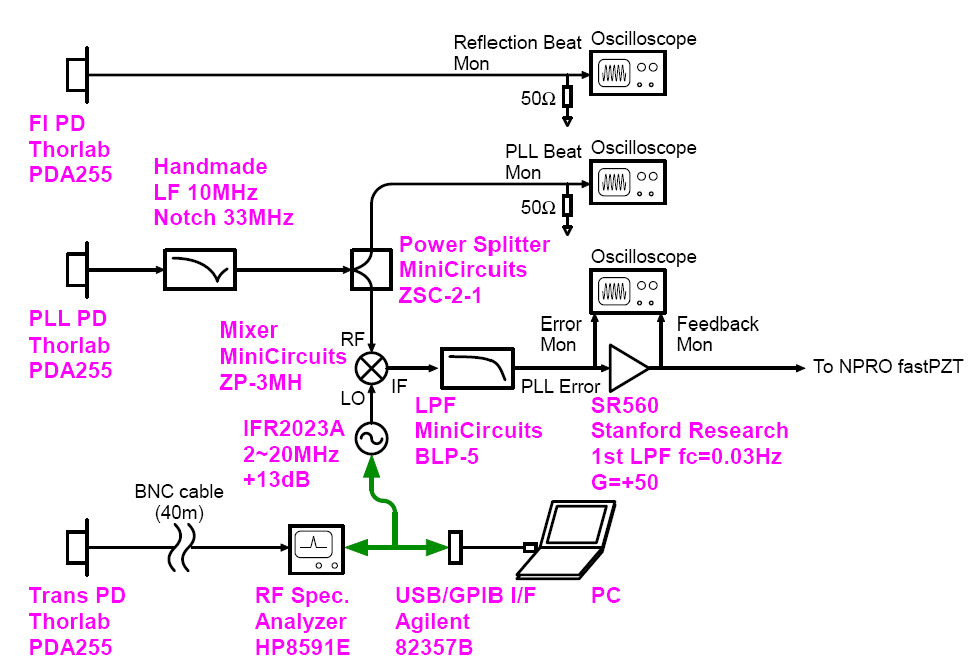 Reflection Beat
Mon
Oscilloscope
50Ω
FI PD
Thorlab
PDA255
Handmade
LF 10MHz
Notch 33MHz
PLL Beat
Mon
Oscilloscope
50Ω
Power Splitter
MiniCircuits
ZSC-2-1
Oscilloscope
PLL PD
Thorlab
PDA255
Mixer
MiniCircuits
ZP-3MH
RF
LO
IF
Error
Mon
Feedback
Mon
PLL Error
To NPRO fastPZT
LPF
MiniCircuits
BLP-5
SR560
Stanford Research
1st LPF fc=0.03Hz
G=+50
IFR2023A
2~20MHz
+13dB
BNC cable
(40m)
Trans PD
Thorlab
PDA255
RF Spec.
Analyzer
HP8591E
USB/GPIB I/F
Agilent
82357B
PC